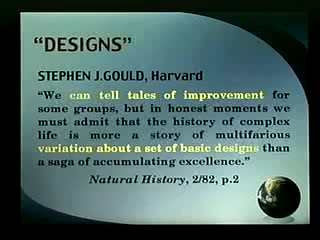 “DESIGNS”
STEPHEN J.GOULD, Harvard
“We can tell tales of improvement for
some groups, but in honest moments we
must admit that the history of complex
life is more a story of multifarious
variation about a set of basic designs than
a saga of accumulating excellence.”
Natural History, 2/82, p.2